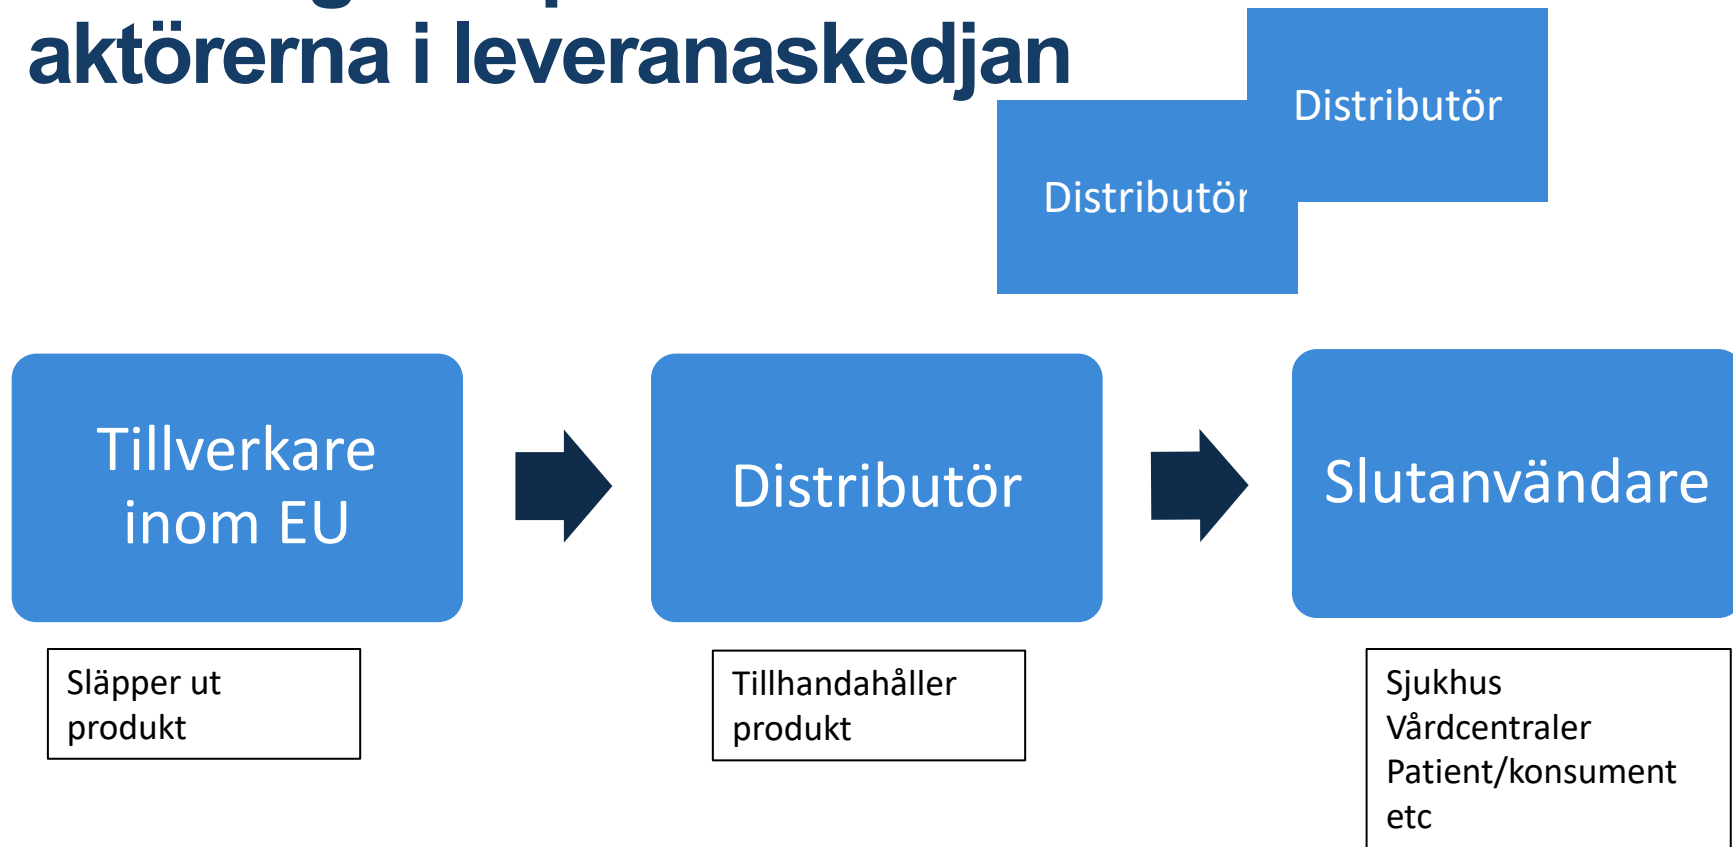 aktörerna i leveranaskedjan
Distributör
Distributör
Tillverkare
inom EU
Distributör
Slutanvändare
Släpper ut
produkt
Tillhandahåller
produkt
Sjukhus
Vårdcentraler
Patient/konsument
etc